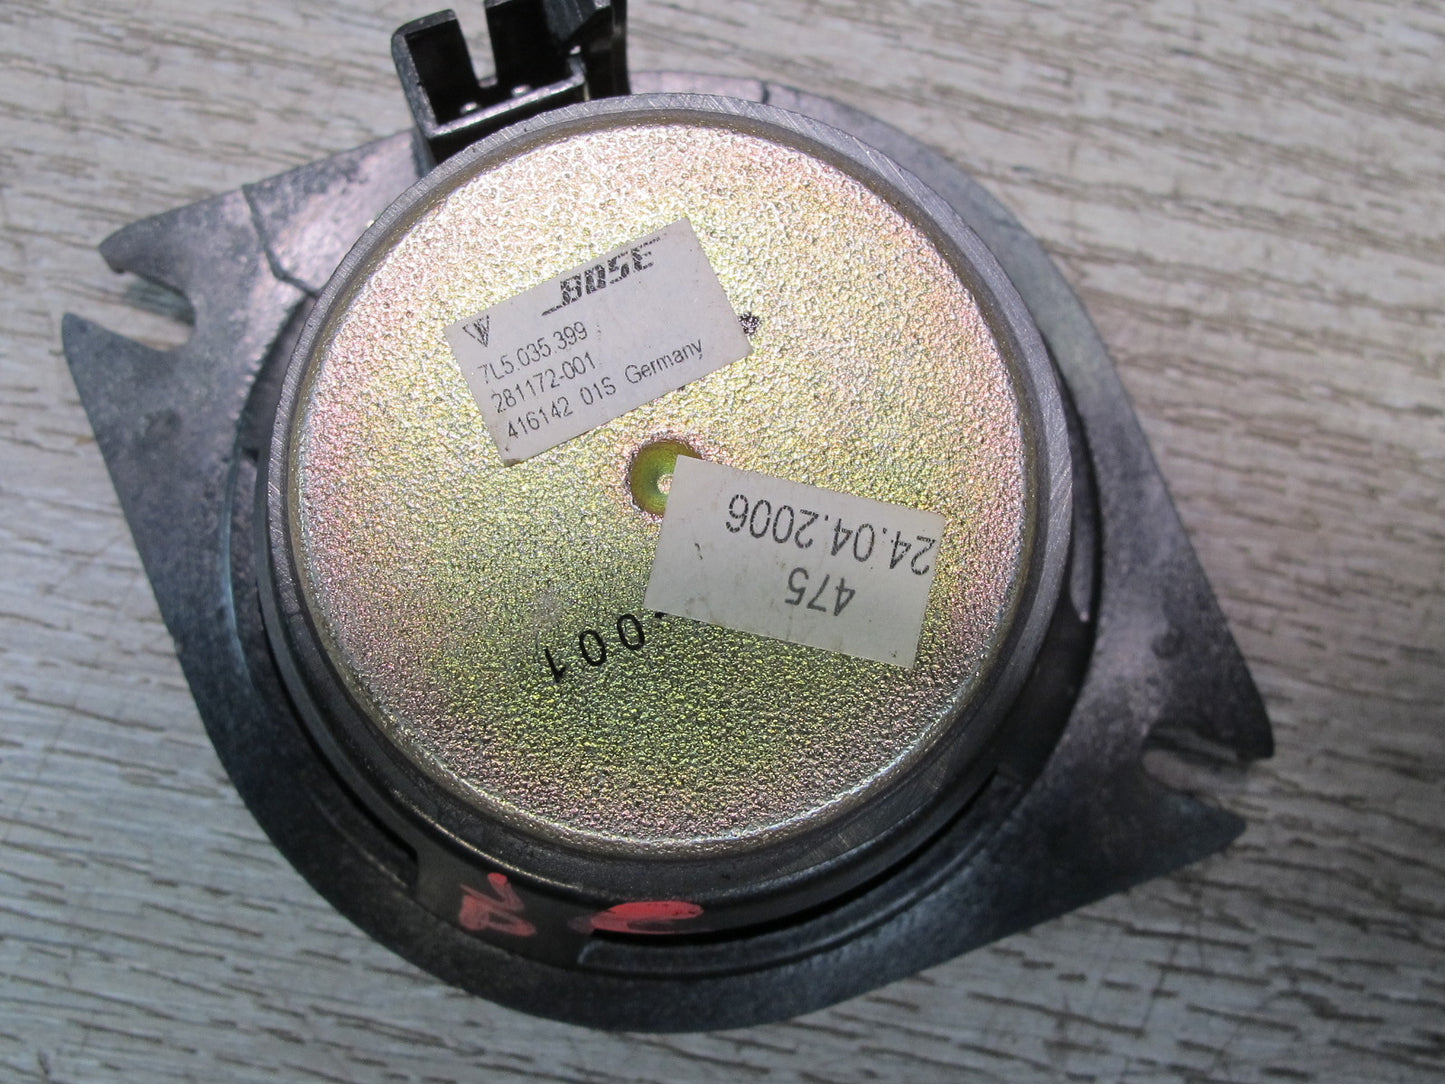 BOSE
7L5.035.399
281172-001
416142 01S Germany
24.04.2006
475
001